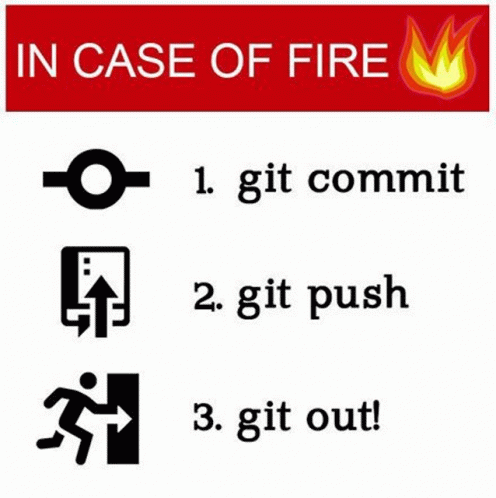 IN CASE OF FIRE
1. git commit
2. git push
3. git out!